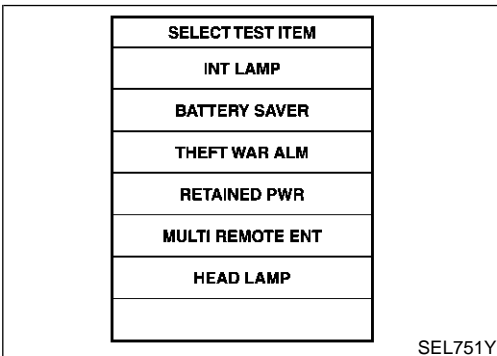 SELECT TEST ITEM
INT LAMP
BATTERY SAVER
THEFT WAR ALM
RETAINED PWR
MULTI REMOTE ENT
HEAD LAMP
SEL751Y